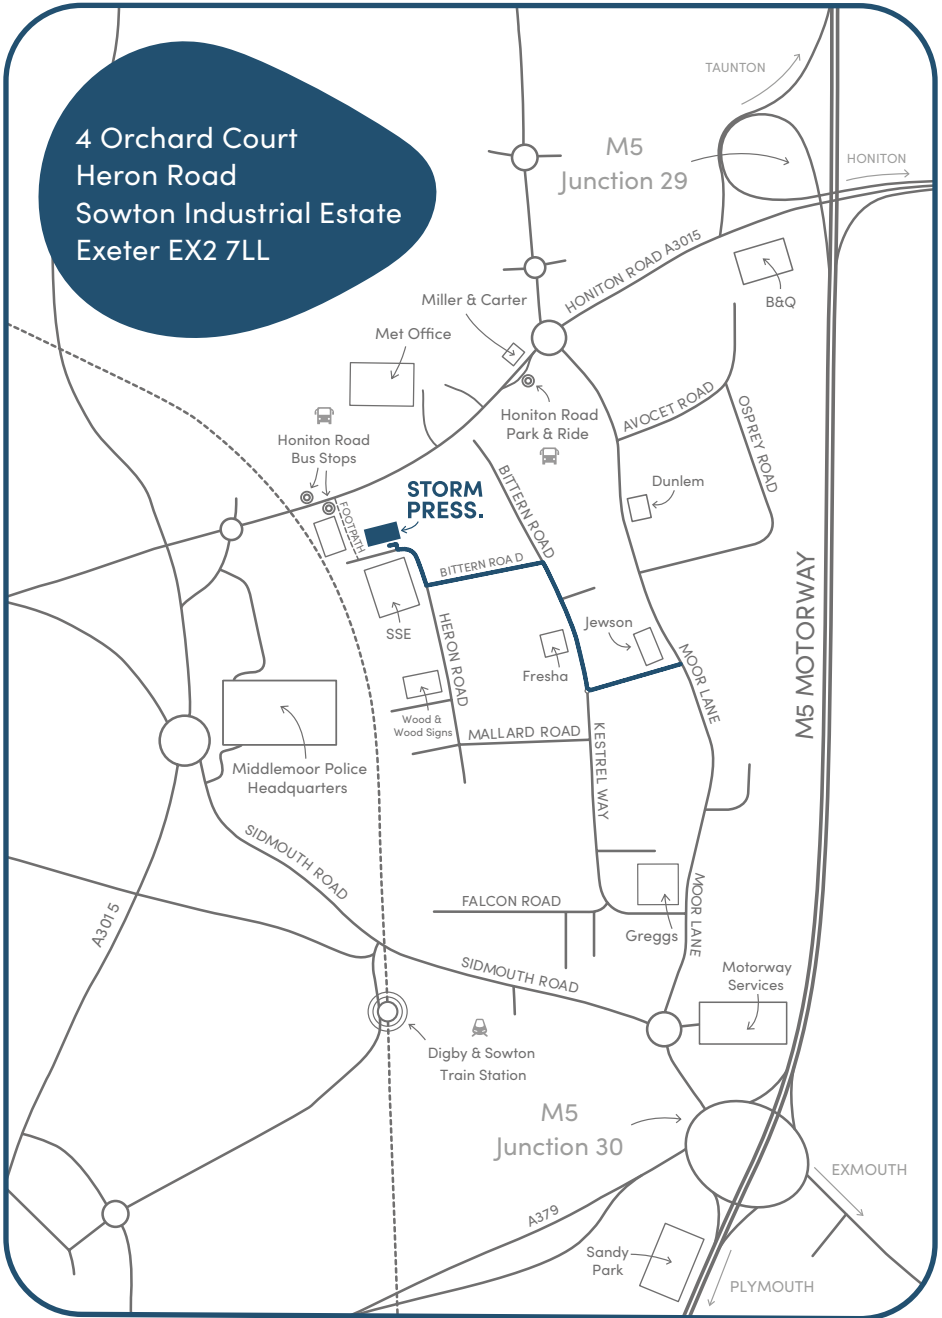 4 Orchard Court
Heron Road
Sowton Industrial Estate
Exeter EX2 7LL
TAUNTON
M5
Junction 29
HONITON
HONITON ROAD A3015
B&Q
Miller & Carter
Met Office
Honiton Road
Park & Ride
AVOCET ROAD
OSPREY ROAD
Honiton Road
Bus Stops
STORM
PRESS.
FOOTPATH
BITTERN ROAD
Dunlem
BITTERN ROAD
SSE
HERON ROAD
Jewson
Fresha
MOOR LANE
M5 MOTORWAY
Wood &
Wood Signs
MALLARD ROAD
KESTREL WAY
Middlemoor Police
Headquarters
SIDMOUTH ROAD
A3015
FALCON ROAD
MOOR LANE
Greggs
SIDMOUTH ROAD
Motorway
Services
Digby & Sowton
Train Station
M5
Junction 30
EXMOUTH
A379
Sandy
Park
PLYMOUTH